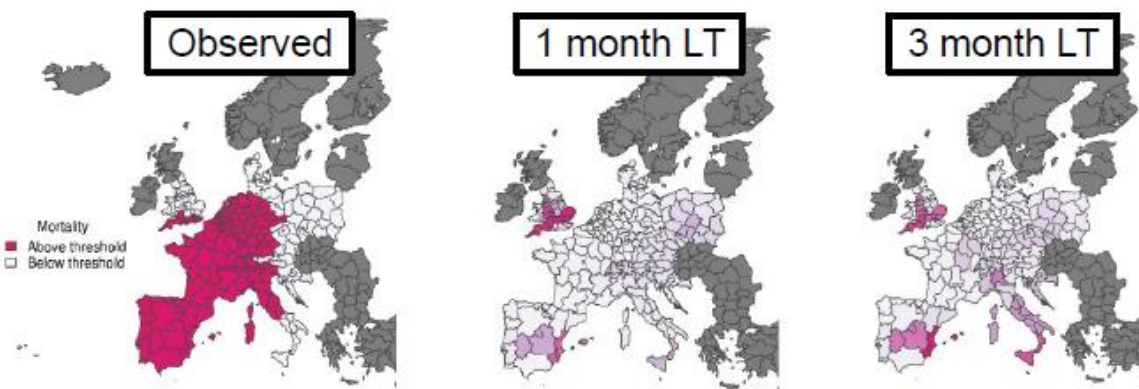 Observed
1 month LT
3 month LT
Mortality
Above threshold
Below threshold